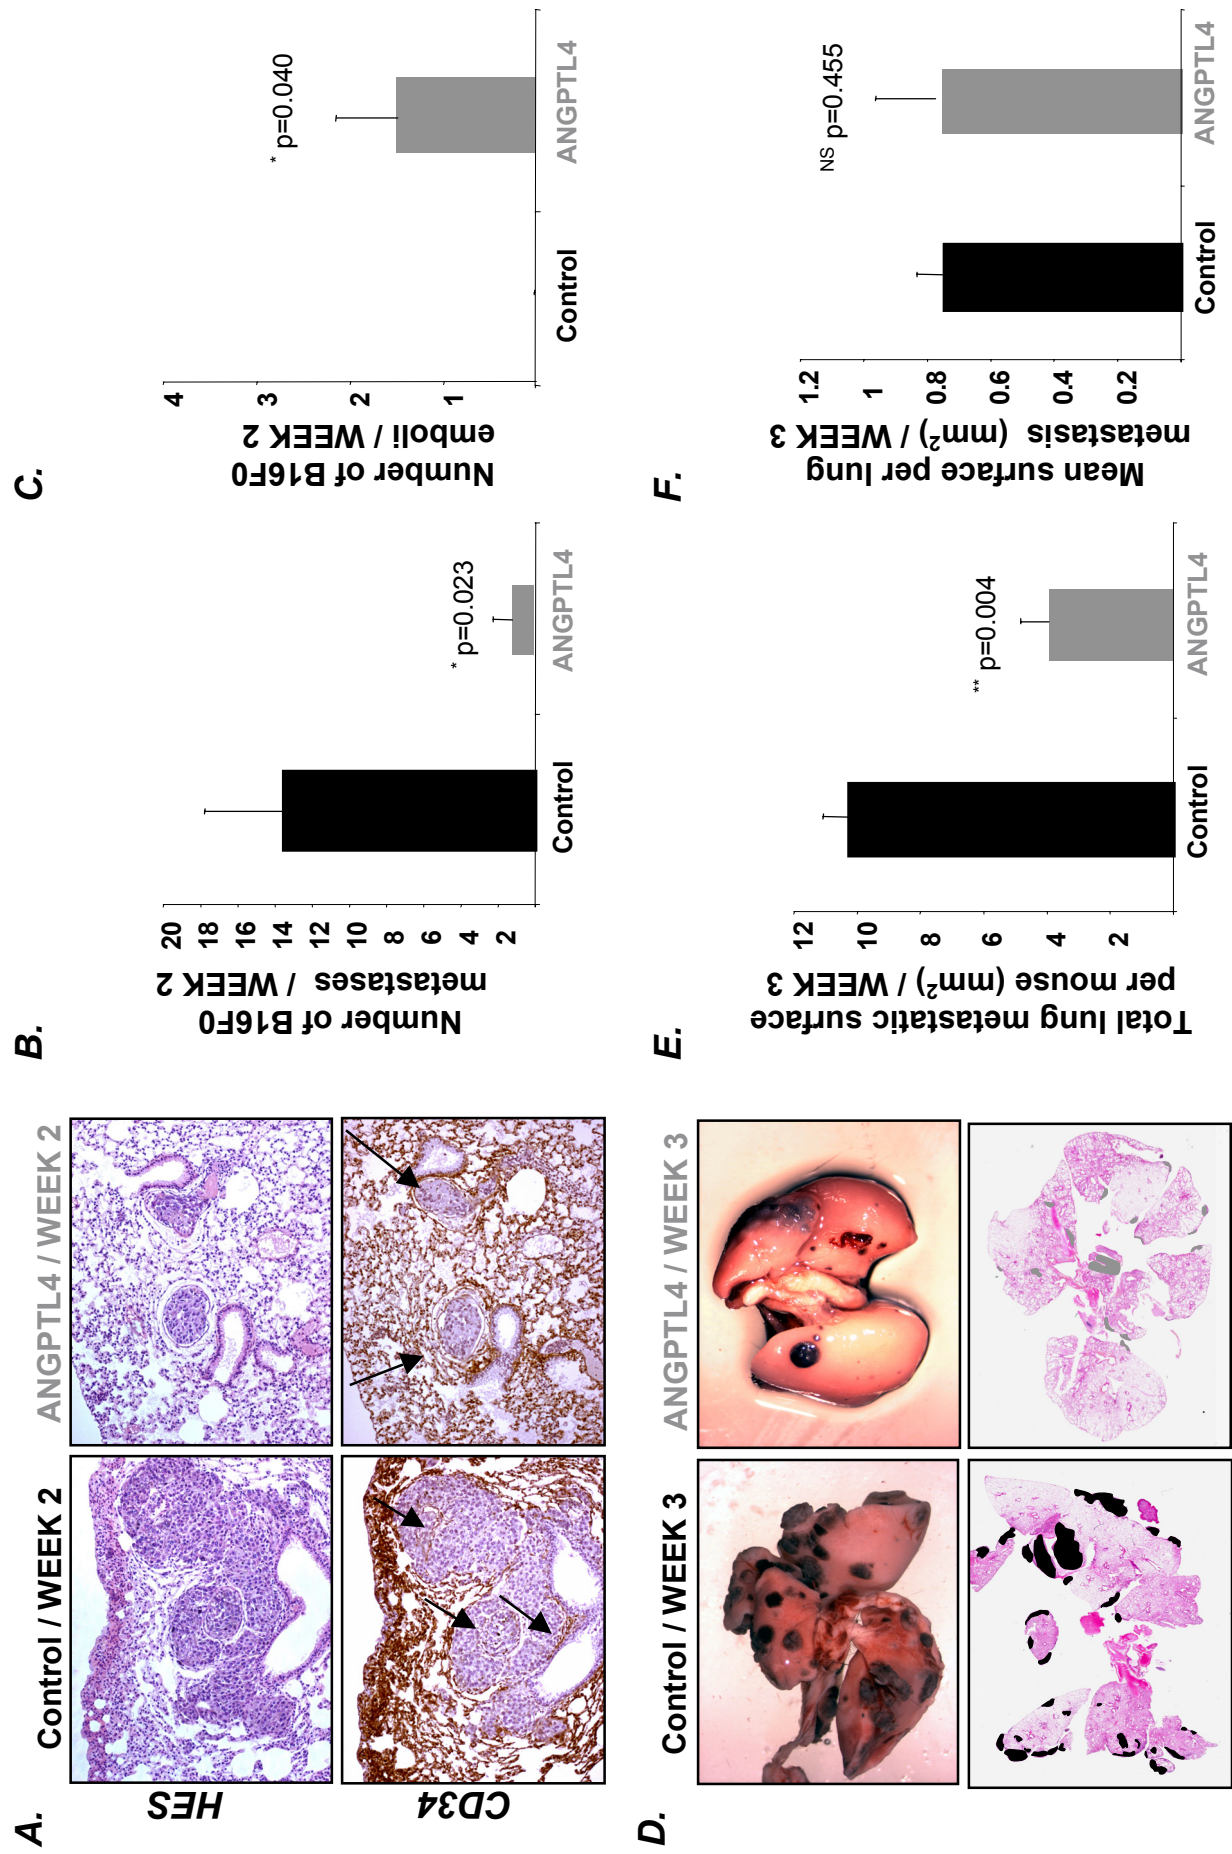 A.
Control / WEEK 2
ANGPTL4 / WEEK 2
HES
CD34
B.
Number of B16F0
metastases / WEEK 2
20
18
16
14
12
10
8
6
4
2
* p=0.023
Control
ANGPTL4
C.
Number of B16F0
emboli / WEEK 2
4
3
2
1
* p=0.040
Control
ANGPTL4
D.
Control / WEEK 3
ANGPTL4 / WEEK 3
E.
Total lung metastatic surface
per mouse (mm²) / WEEK 3
12
10
8
6
4
2
** p=0.004
Control
ANGPTL4
F.
Mean surface per lung
metastasis (mm²) / WEEK 3
1.2
1
0.8
0.6
0.4
0.2
NS p=0.455
Control
ANGPTL4